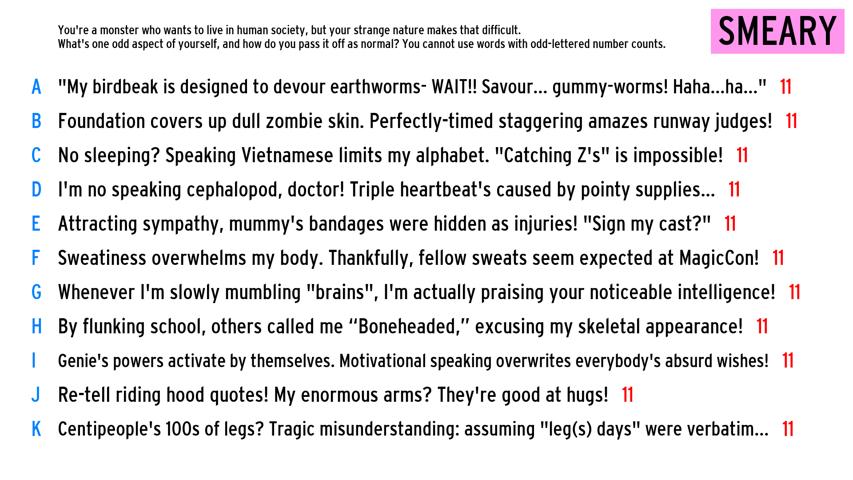 You're a monster who wants to live in human society, but your strange nature makes that difficult.
What's one odd aspect of yourself, and how do you pass it off as normal? You cannot use words with odd-lettered number counts.
SMEARY
A "My birdbeak is designed to devour earthworms- WAIT!! Savour... gummy-worms! Haha...ha..." 11
B Foundation covers up dull zombie skin. Perfectly-timed staggering amazes runway judges! 11
C No sleeping? Speaking Vietnamese limits my alphabet. "Catching Z's" is impossible! 11
D I'm no speaking cephalopod, doctor! Triple heartbeat's caused by pointy supplies... 11
E Attracting sympathy, mummy's bandages were hidden as injuries! "Sign my cast?" 11
F Sweatiness overwhelms my body. Thankfully, fellow sweats seem expected at MagicCon! 11
G Whenever I'm slowly mumbling "brains", I'm actually praising your noticeable intelligence! 11
H By flunking school, others called me “Boneheaded,” excusing my skeletal appearance! 11
I Genie's powers activate by themselves. Motivational speaking overwrites everybody's absurd wishes! 11
J Re-tell riding hood quotes! My enormous arms? They're good at hugs! 11
K Centipeople's 100s of legs? Tragic misunderstanding: assuming "leg(s) days" were verbatim... 11